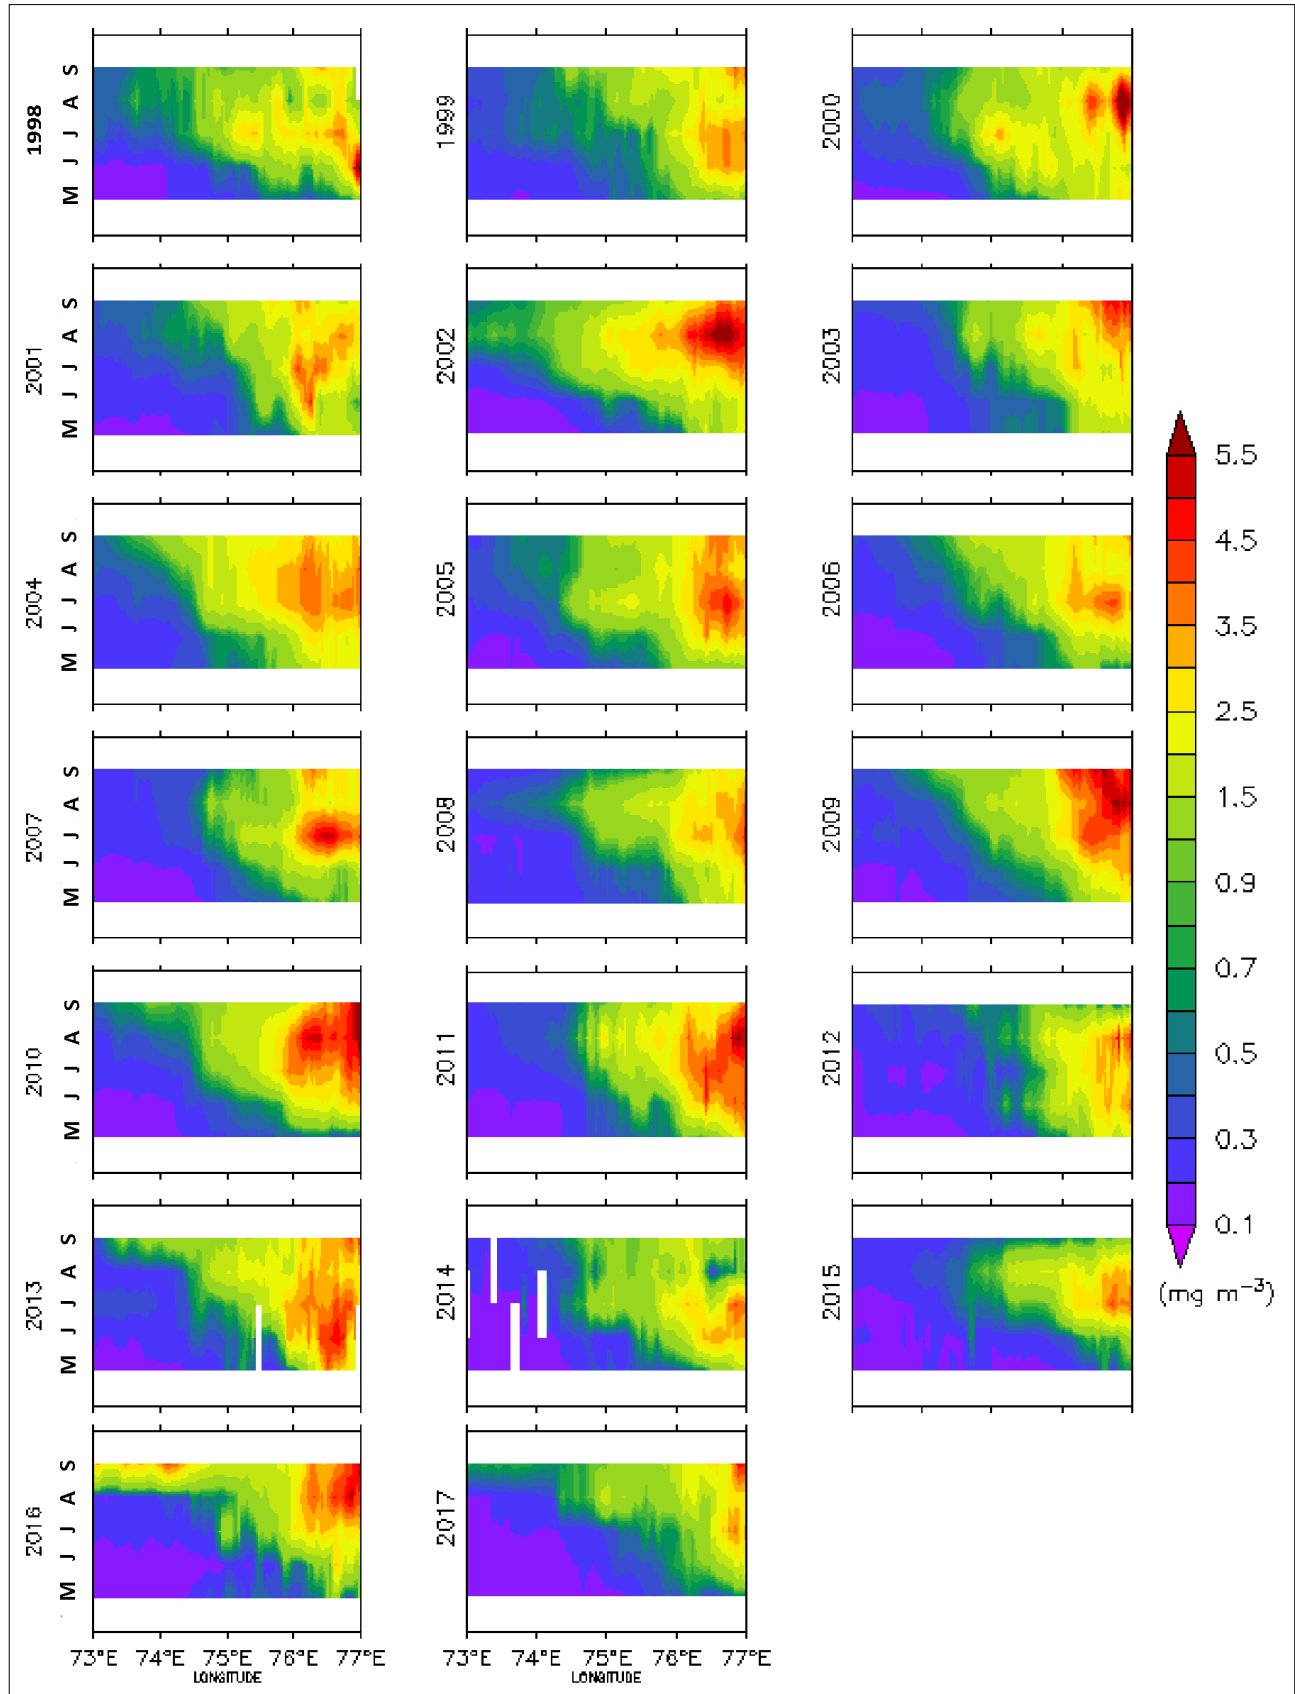 1998
S
A
J
J
M
1999
2000
2001
S
A
J
J
M
2002
2003
2004
S
A
J
J
M
2005
2006
2007
S
A
J
J
M
2008
2009
2010
S
A
J
J
M
2011
2012
2013
S
A
J
J
M
2014
2015
2016
S
A
J
J
M
2017
73°E 74°E 75°E 76°E 77°E
LONGITUDE
73°E 74°E 75°E 76°E 77°E
LONGITUDE
5.5
4.5
3.5
2.5
1.5
0.9
0.7
0.5
0.3
0.1
(mg m⁻³)